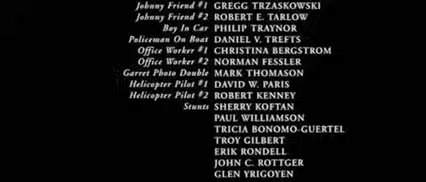 Johnny Friend #1 GREGG TRZASKOWSKI
Johnny Friend #2 ROBERT E. TARLOW
Boy In Car PHILIP TRAYNOR
Policeman On Boat DANIEL V. TREFTS
Office Worker #1 CHRISTINA BERGSTROM
Office Worker #2 NORMAN FESSLER
Garret Photo Double MARK THOMASON
Helicopter Pilot #1 DAVID W. PARIS
Helicopter Pilot #2 ROBERT KENNEY
Stunts SHERRY KOFTAN
PAUL WILLIAMSON
TRICIA BONOMO-GUERTEL
TROY GILBERT
ERIK RONDELL
JOHN C. ROTTGER
GLEN YRIGOYEN